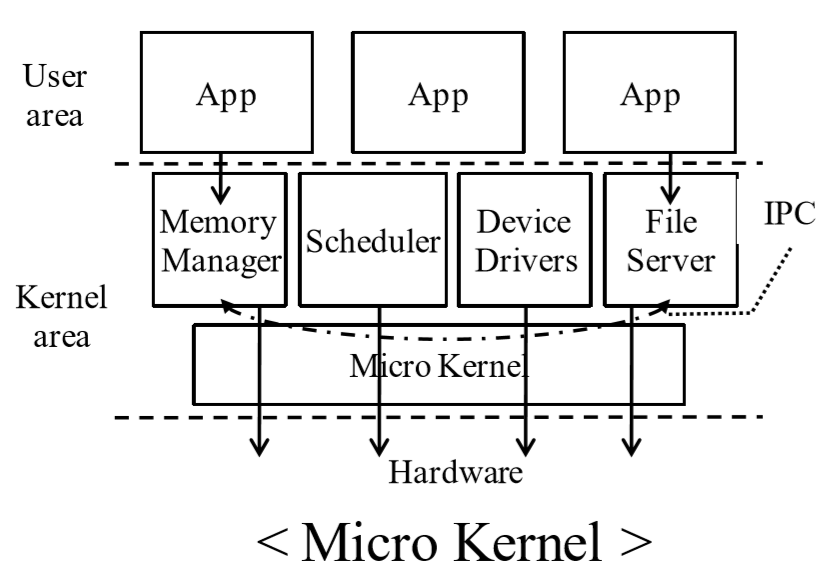 User
area
App
App
App
Memory
Manager
Scheduler
Device
Drivers
File
Server
IPC
Kernel
area
Micro Kernel
Hardware
< Micro Kernel >